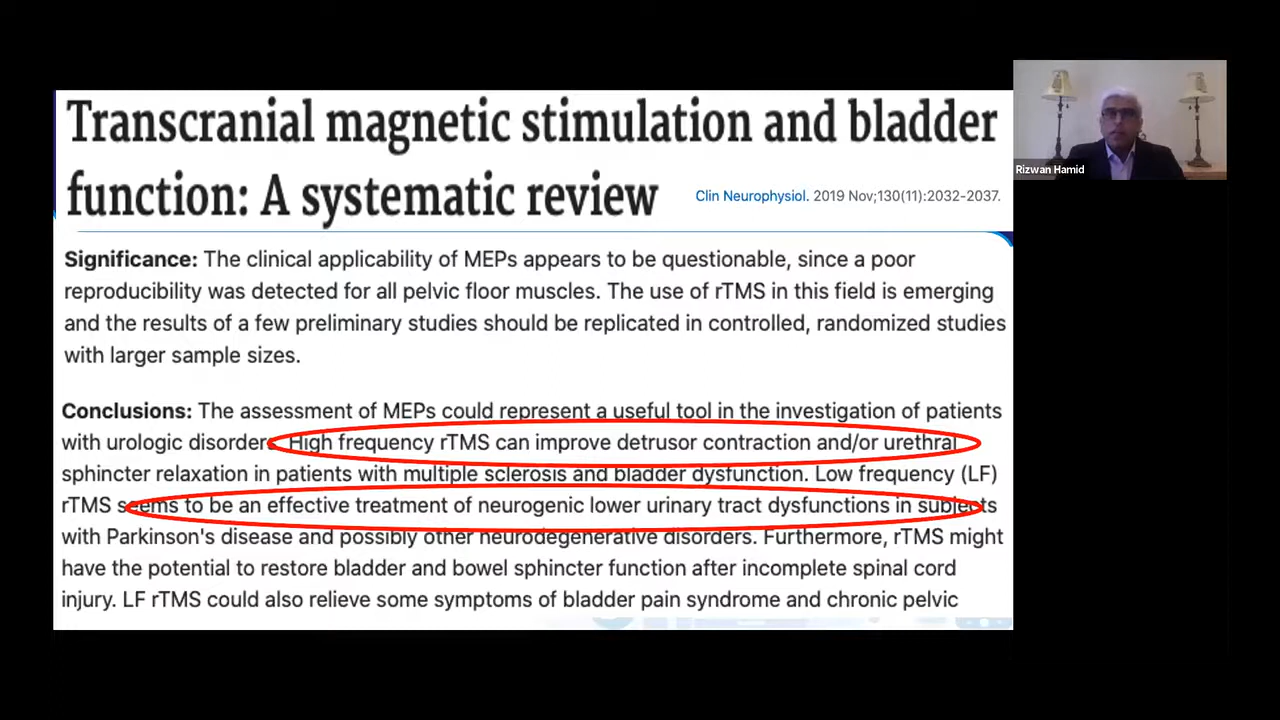 Transcranial magnetic stimulation and bladder
function: A systematic review
Clin Neurophysiol. 2019 Nov;130(11):2032-2037.
Significance: The clinical applicability of MEPs appears to be questionable, since a poor
reproducibility was detected for all pelvic floor muscles. The use of rTMS in this field is emerging
and the results of a few preliminary studies should be replicated in controlled, randomized studies
with larger sample sizes.
Conclusions: The assessment of MEPs could represent a useful tool in the investigation of patients
with urologic disorders. High frequency rTMS can improve detrusor contraction and/or urethral
sphincter relaxation in patients with multiple sclerosis and bladder dysfunction. Low frequency (LF)
rTMS seems to be an effective treatment of neurogenic lower urinary tract dysfunctions in subjects
with Parkinson's disease and possibly other neurodegenerative disorders. Furthermore, rTMS might
have the potential to restore bladder and bowel sphincter function after incomplete spinal cord
injury. LF rTMS could also relieve some symptoms of bladder pain syndrome and chronic pelvic
Rizwan Hamid